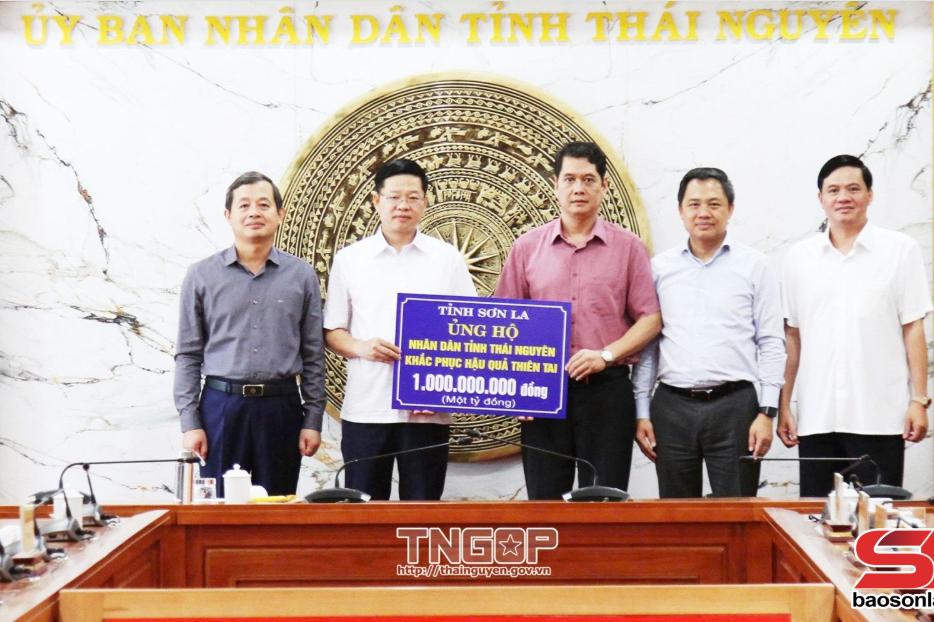 ỦY BAN NHÂN DÂN TỈNH THÁI NGUYÊN
TỈNH SƠN LA
ỦNG HỘ
NHÂN DÂN TỈNH THÁI NGUYÊN
KHẮC PHỤC HẬU QUẢ THIÊN TAI
1.000.000.000 đồng
(Một tỷ đồng)
TNGOP
http://thainguyen.gov.vn
S
baosonla